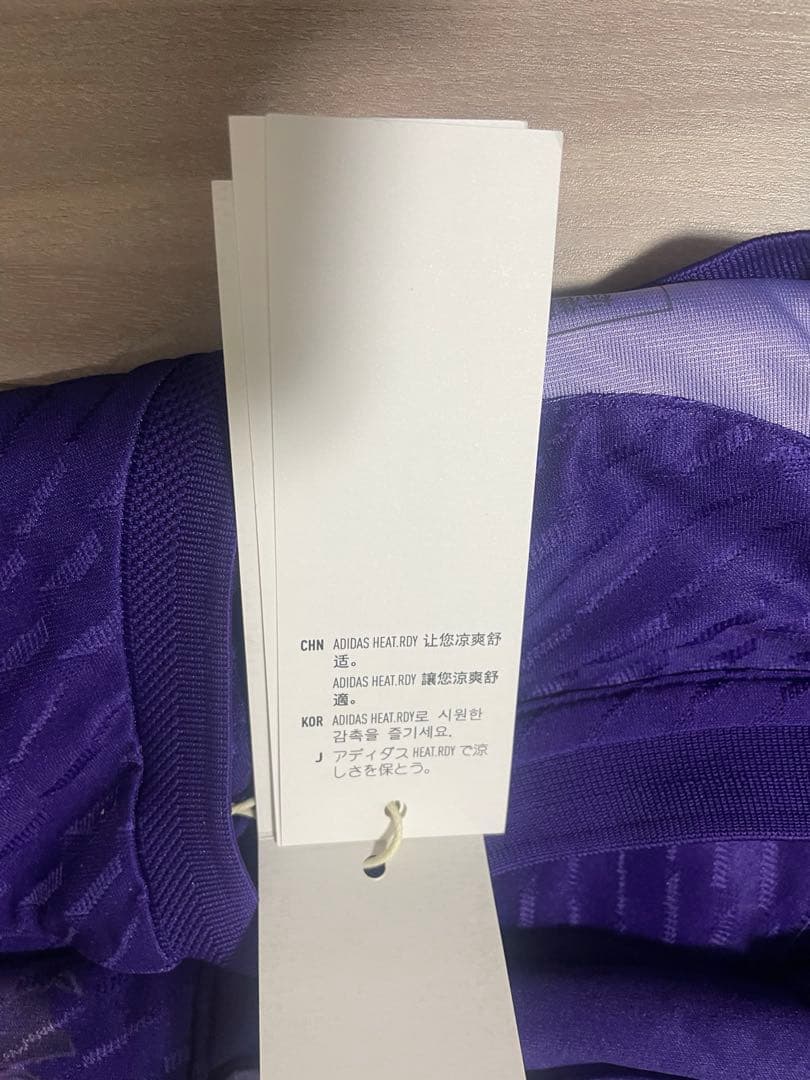 CHN ADIDAS HEAT.RDY 让您凉爽舒
适。
ADIDAS HEAT.RDY 讓您涼爽舒
適。
KOR ADIDAS HEAT.RDY로 시원한
감촉을 즐기세요.
J アディダス HEAT.RDY で涼
しさを保とう。